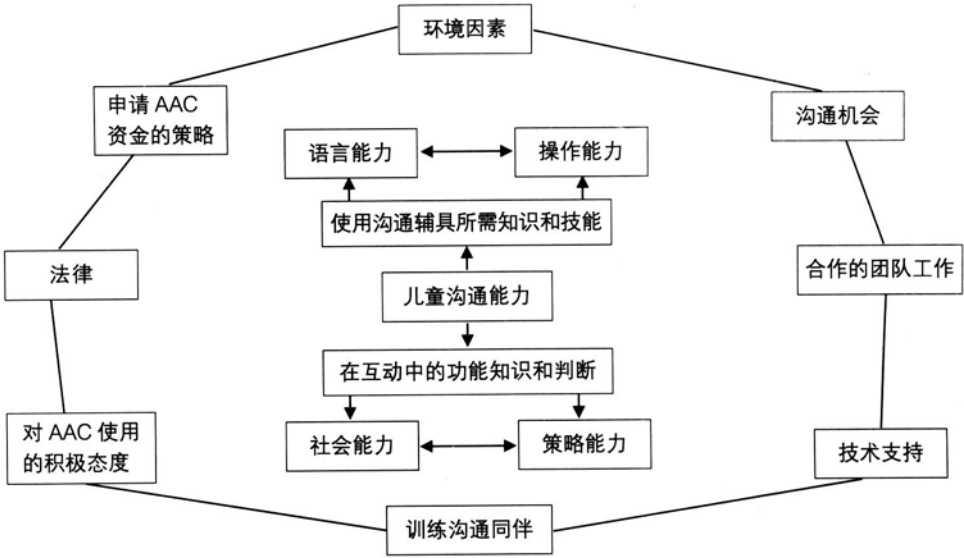 环境因素
申请 AAC
资金的策略
沟通机会
语言能力
操作能力
使用沟通辅具所需知识和技能
法律
儿童沟通能力
合作的团队工作
在互动中的功能知识和判断
对 AAC 使用
的积极态度
社会能力
策略能力
技术支持
训练沟通同伴